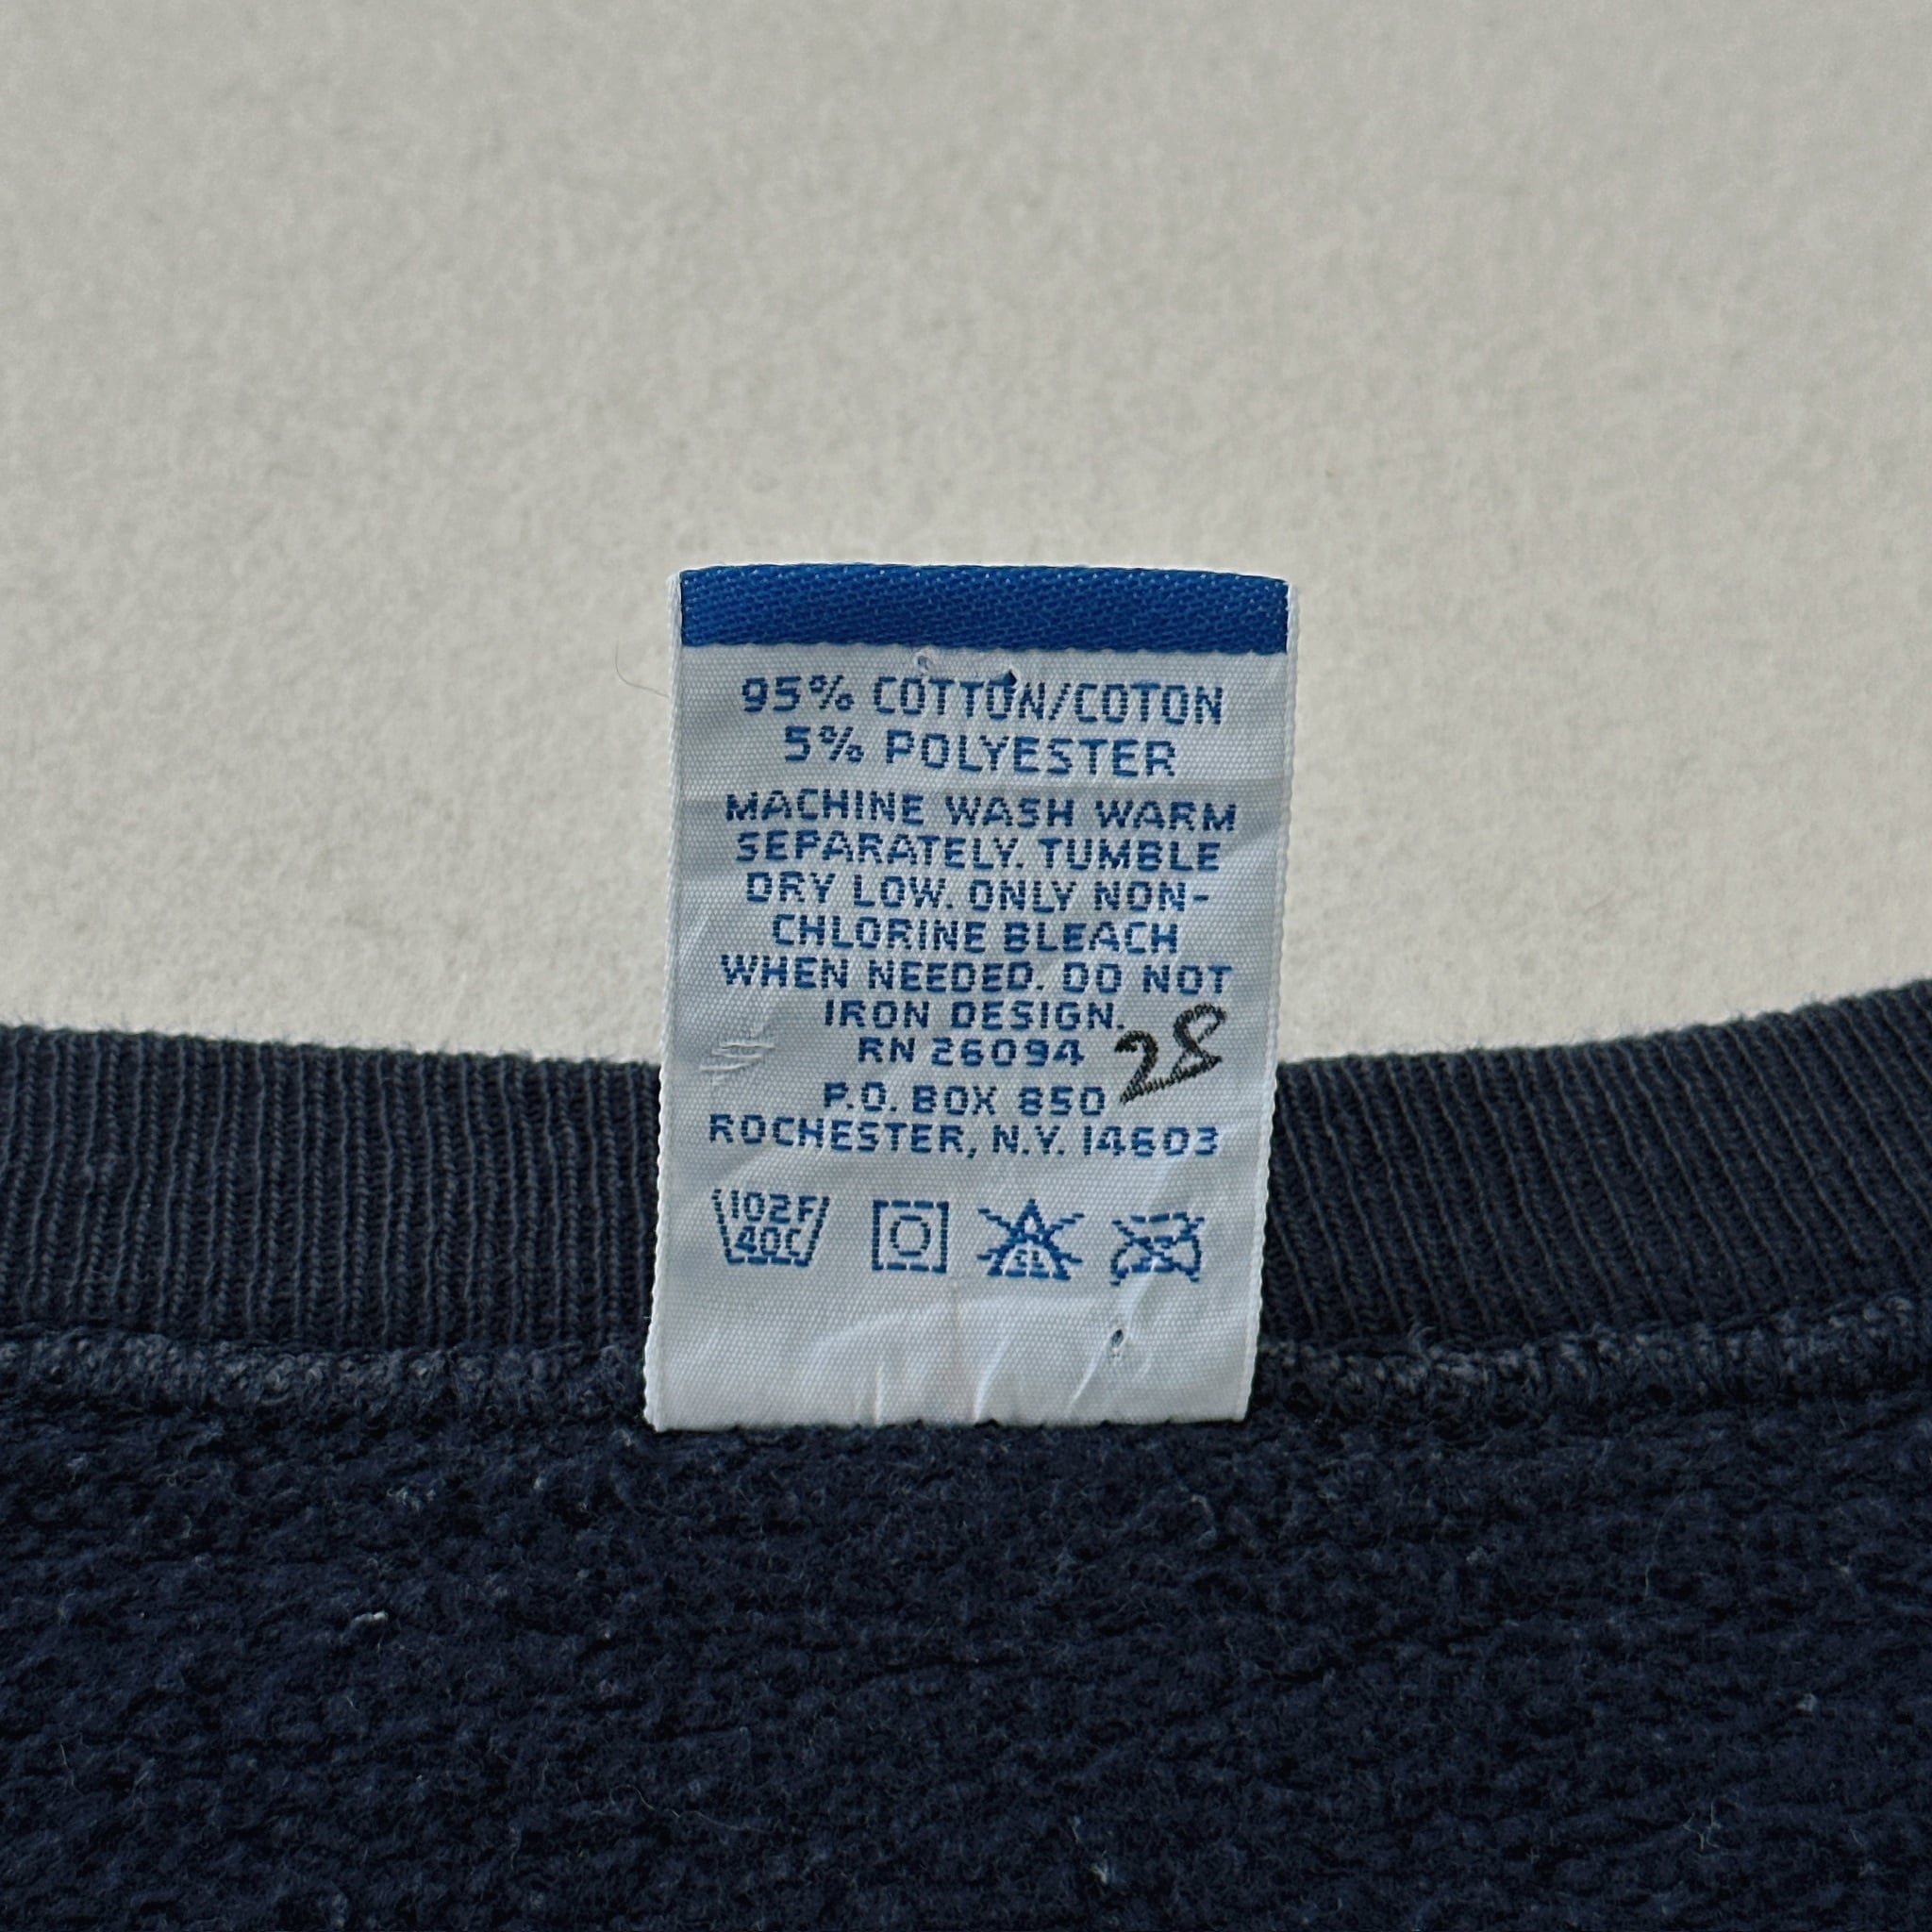 95% COTTON/COTON
5% POLYESTER
MACHINE WASH WARM
SEPARATELY. TUMBLE
DRY LOW. ONLY NON-
CHLORINE BLEACH
WHEN NEEDED. DO NOT
IRON DESIGN.
RN 26094
28
P.O. BOX 850
ROCHESTER, N.Y. 14603
102F
40C
CL